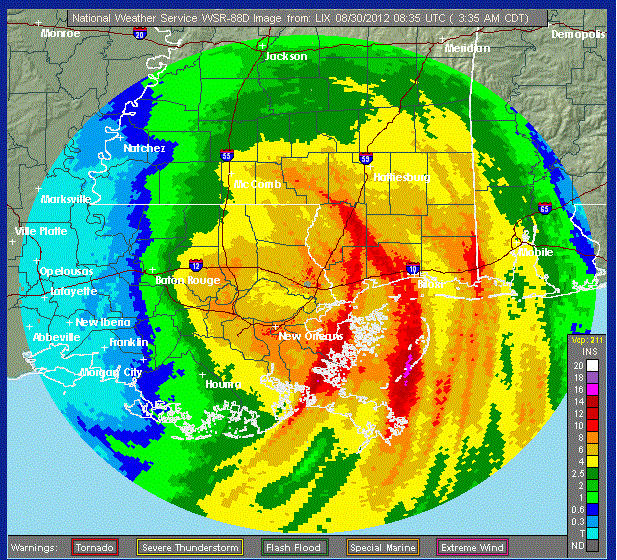 National Weather Service WSR-88D Image from: LIX 08/30/2012 08:35 UTC ( 3:35 AM CDT)
Monroe
20
Jackson
Meridian
Demopolis
Natchez
55
59
McComb
Hattiesburg
Marksville
65
Ville Platte
Mobile
Opelousas
12
10
Baton Rouge
Biloxi
Lafayette
New Iberia
New Orleans
Abbeville
Franklin
Vcp: 211
INS
Morgan City
Houma
20
18
16
14
12
10
8
6
4
2.5
2
1
0.6
0.3
T
ND
Warnings: Tornado Severe Thunderstorm Flash Flood Special Marine Extreme Wind